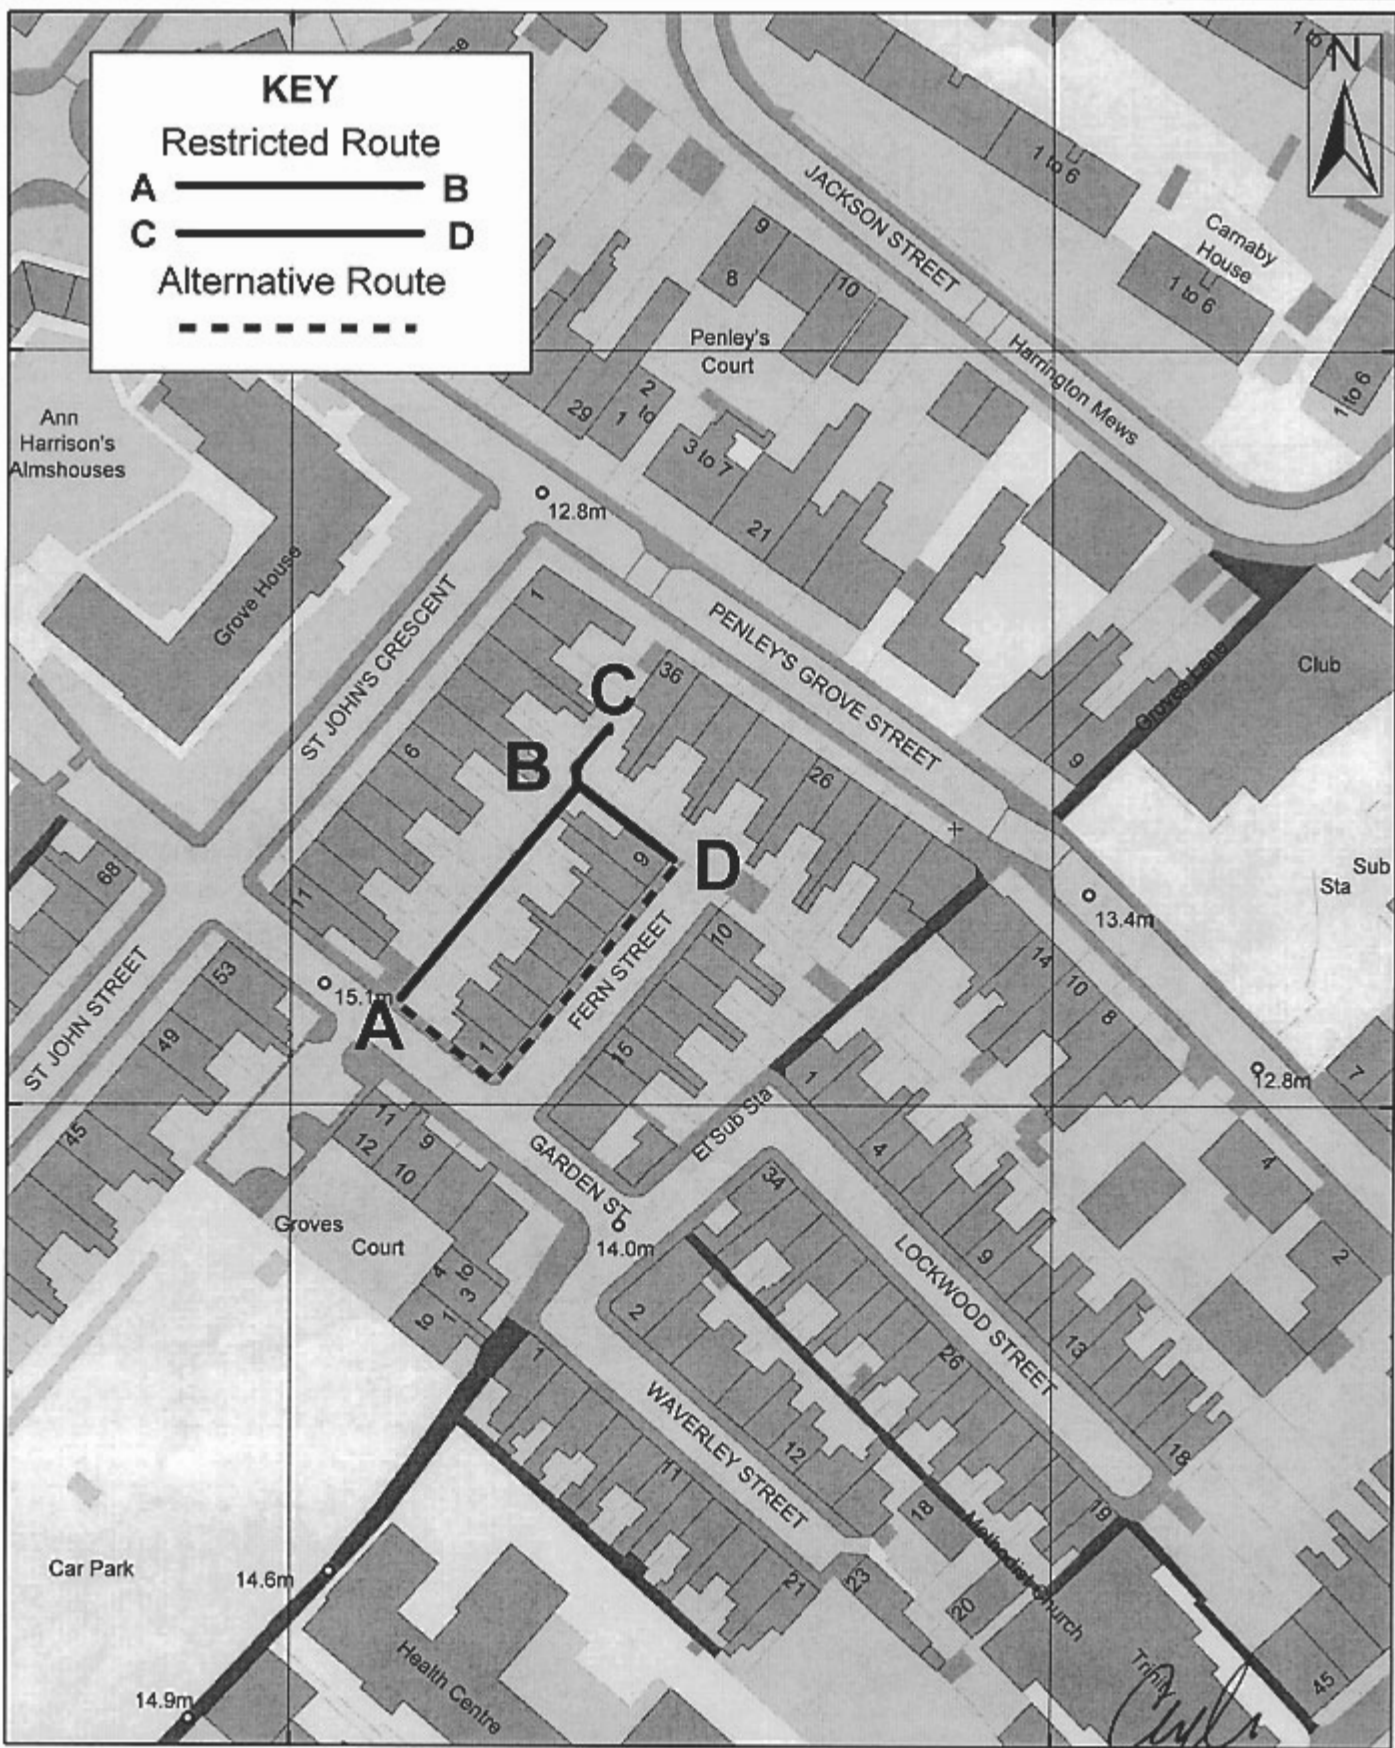 KEY
Restricted Route
A B
C D
Alternative Route
N
1 to 6
JACKSON STREET
Carnaby
House
1 to 6
1 to 6
9
8
10
Penley's
Court
Harrington Mews
Ann
Harrison's
Almshouses
29
2
to
1
3 to 7
21
12.8m
Grove House
ST JOHN'S CRESCENT
1
PENLEY'S GROVE STREET
36
C
Groves Lane
Club
9
6
B
26
9
D
Sub
Sta
68
11
13.4m
10
FERN STREET
14
10
8
53
15.1m
A
ST JOHN STREET
49
1
15
1
12.8m
7
45
11
12
9
10
GARDEN ST
El Sub Sta
4
34
4
Groves
Court
14.0m
LOCKWOOD STREET
9
2
4
to
3
1
to
2
13
1
26
WAVERLEY STREET
12
18
11
18
19
Methodist Church
Car Park
14.6m
21
23
20
Health Centre
Trinity
45
14.9m